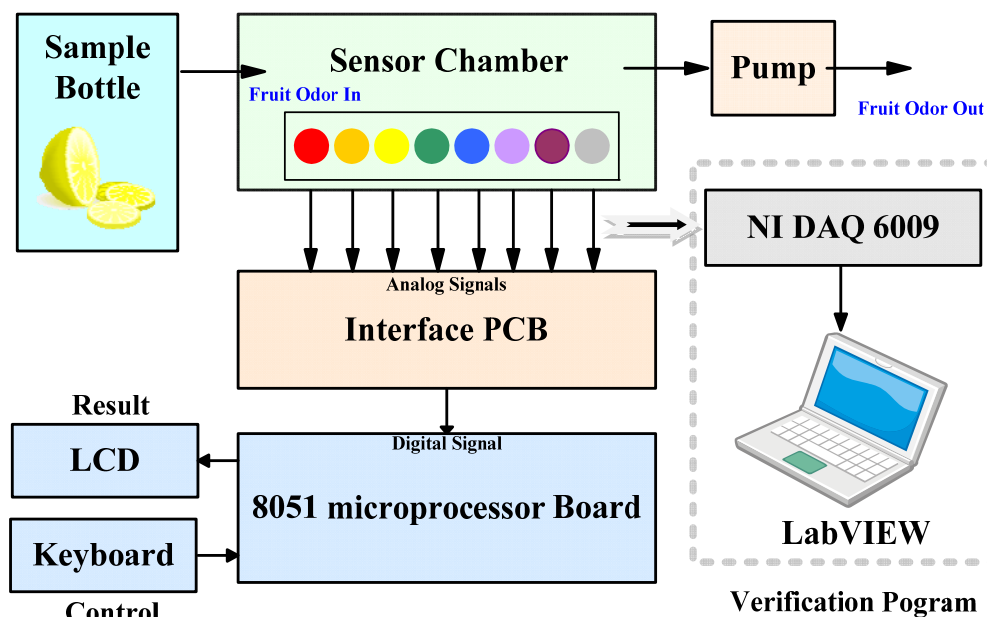 Sample
Bottle
Sensor Chamber
Fruit Odor In
Pump
Fruit Odor Out
NI DAQ 6009
Analog Signals
Interface PCB
Result
LCD
Digital Signal
8051 microprocessor Board
Keyboard
Control
LabVIEW
Verification Pogram